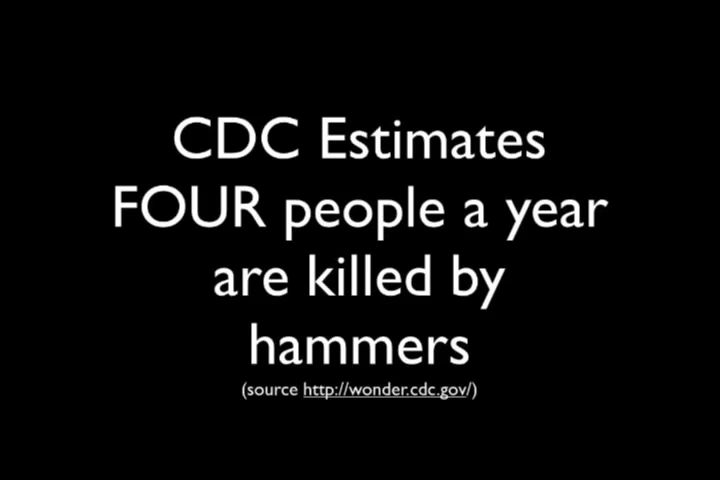 CDC Estimates
FOUR people a year
are killed by
hammers
(source http://wonder.cdc.gov/)